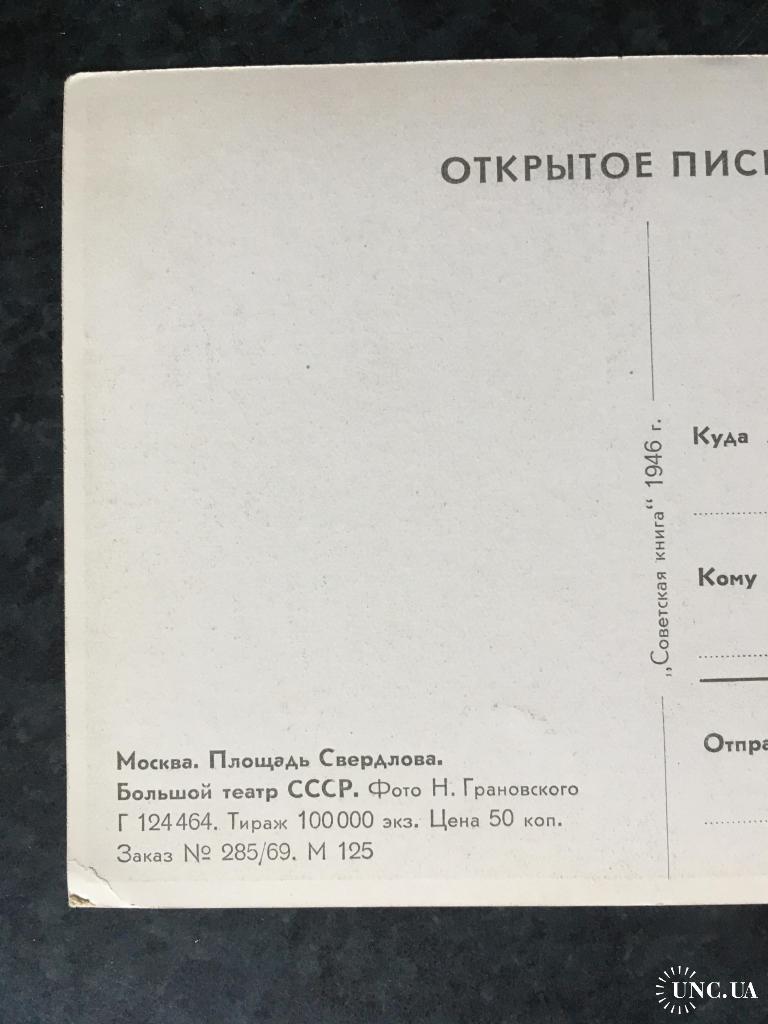 ОТКРЫТОЕ ПИС
Куда
„Советская книга“ 1946 г.
Кому
Отпра
Москва. Площадь Свердлова.
Большой театр СССР. Фото Н. Грановского
Г 124464. Тираж 100000 экз. Цена 50 коп.
Заказ № 285/69. М 125
UNC.UA